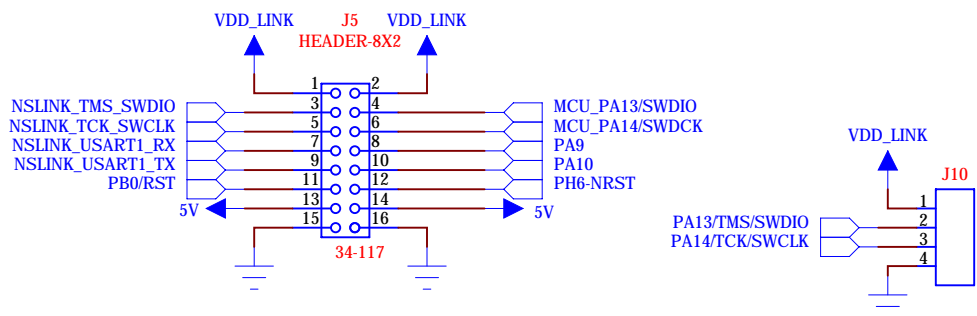 VDD_LINK J5 VDD_LINK
HEADER-8X2
1 2
NSLINK_TMS_SWDIO 3 4 MCU_PA13/SWDIO
NSLINK_TCK_SWCLK 5 6 MCU_PA14/SWDCK
NSLINK_USART1_RX 7 8 PA9
NSLINK_USART1_TX 9 10 PA10
PB0/RST 11 12 PH6-NRST
5V 13 14 5V
15 16
34-117
VDD_LINK
J10
1
PA13/TMS/SWDIO 2
PA14/TCK/SWCLK 3
4